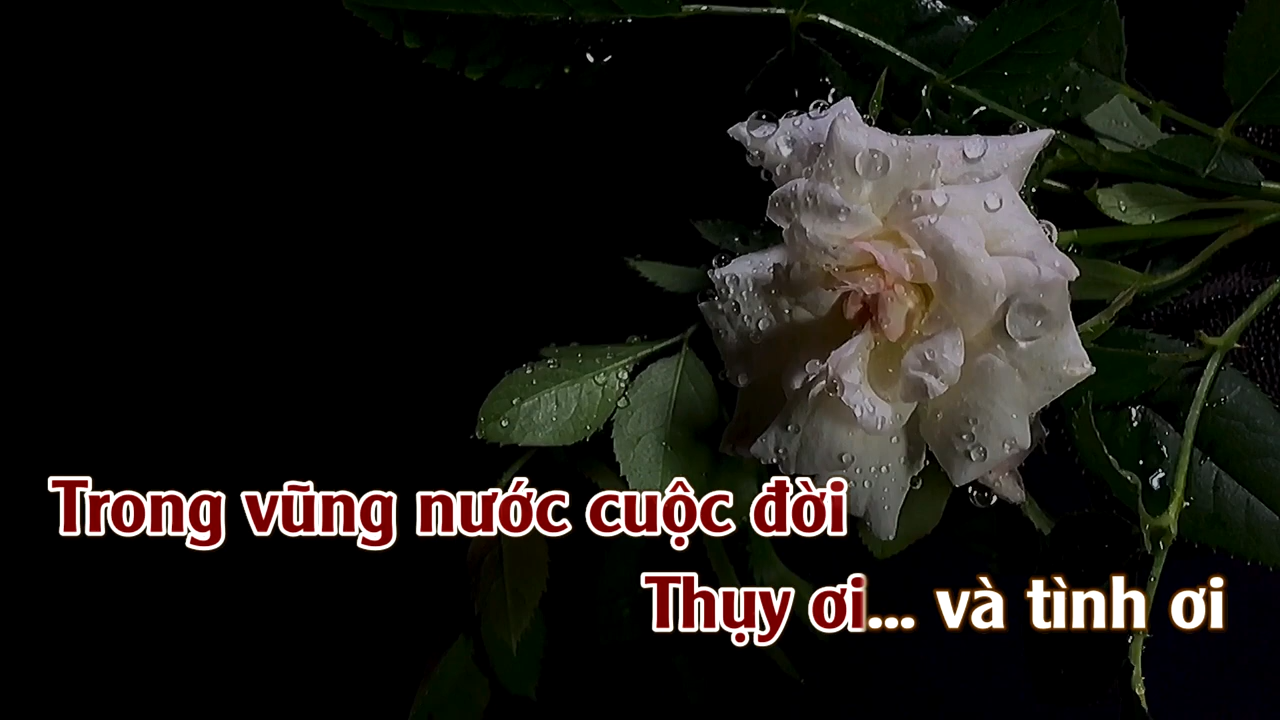 Trong vũng nước cuộc đời
Thụy ơi... và tình ơi